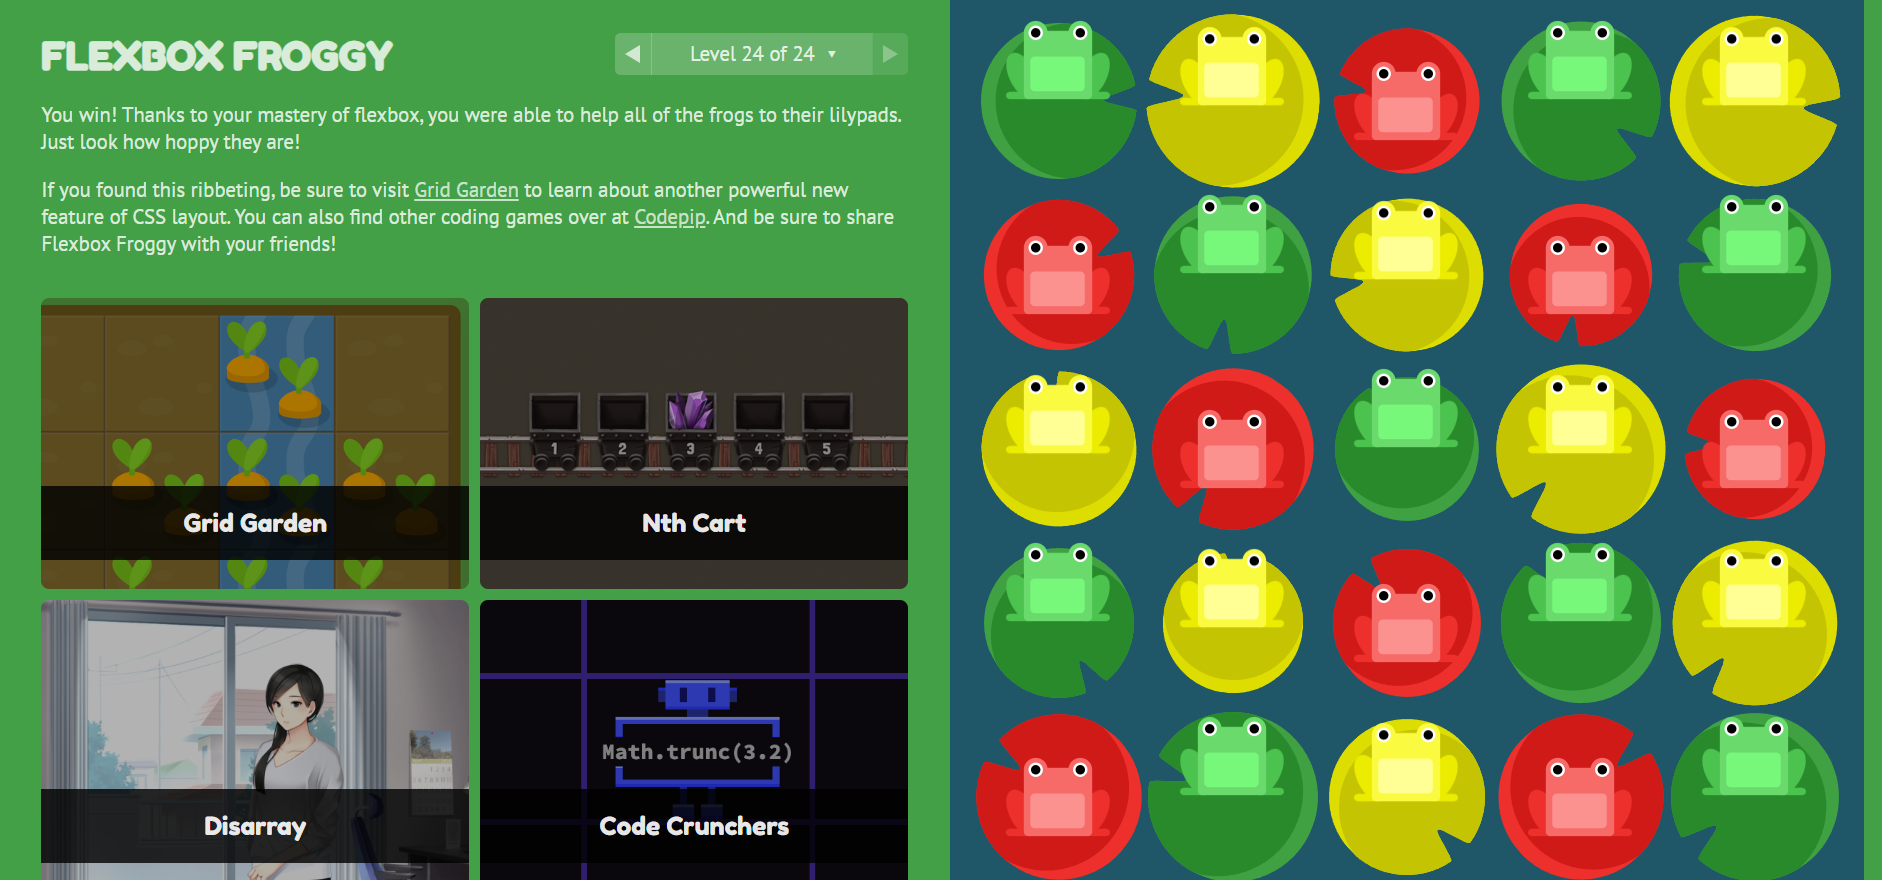 FLEXBOX FROGGY
Level 24 of 24
You win! Thanks to your mastery of flexbox, you were able to help all of the frogs to their lilypads.
Just look how hoppy they are!
If you found this ribbeting, be sure to visit Grid Garden to learn about another powerful new
feature of CSS layout. You can also find other coding games over at Codepip. And be sure to share
Flexbox Froggy with your friends!
1 2 3 4 5
Grid Garden
Nth Cart
Math.trunc(3.2)
Disarray
Code Crunchers